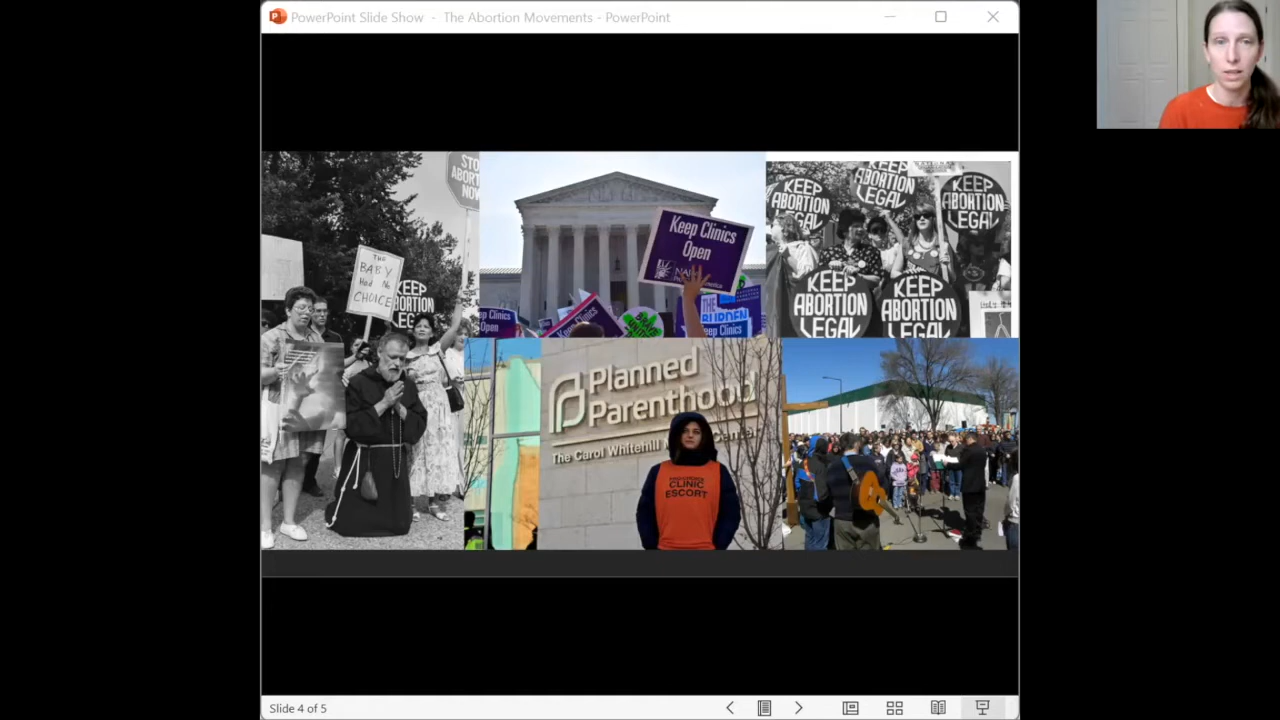 PowerPoint Slide Show - The Abortion Movements - PowerPoint
STOP
ABORT
NOW
THE
BABY
HAD NO
CHOICE
KEEP
ABORTION
LEGAL
Keep Clinics
Open
Open
Keep Clinics
THE
BURDEN
Keep Clinics
KEEP
ABORTION
LEGAL
KEEP
ABORTION
LEGAL
KEEP
ABORTION
LEGAL
KEEP
ABORTION
LEGAL
KEEP
ABORTION
LEGAL
Planned
Parenthood
The Carol Whitehill
CLINIC
ESCORT
Slide 4 of 5